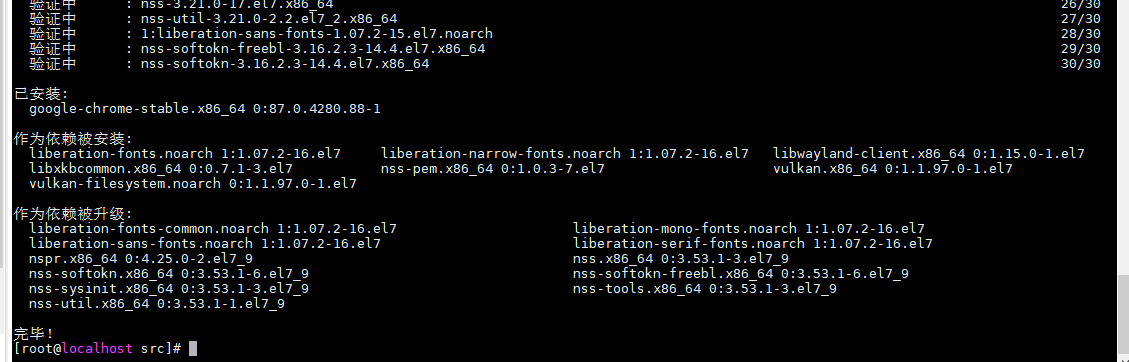 验证中 : nss-3.21.0-17.el7.x86_64 26/30
验证中 : nss-util-3.21.0-2.2.el7_2.x86_64 27/30
验证中 : 1:liberation-sans-fonts-1.07.2-15.el7.noarch 28/30
验证中 : nss-softokn-freebl-3.16.2.3-14.4.el7.x86_64 29/30
验证中 : nss-softokn-3.16.2.3-14.4.el7.x86_64 30/30
已安装:
google-chrome-stable.x86_64 0:87.0.4280.88-1
作为依赖被安装:
liberation-fonts.noarch 1:1.07.2-16.el7 liberation-narrow-fonts.noarch 1:1.07.2-16.el7 libwayland-client.x86_64 0:1.15.0-1.el7
libxkbcommon.x86_64 0:0.7.1-3.el7 nss-pem.x86_64 0:1.0.3-7.el7 vulkan.x86_64 0:1.1.97.0-1.el7
vulkan-filesystem.noarch 0:1.1.97.0-1.el7
作为依赖被升级:
liberation-fonts-common.noarch 1:1.07.2-16.el7 liberation-mono-fonts.noarch 1:1.07.2-16.el7
liberation-sans-fonts.noarch 1:1.07.2-16.el7 liberation-serif-fonts.noarch 1:1.07.2-16.el7
nspr.x86_64 0:4.25.0-2.el7_9 nss.x86_64 0:3.53.1-3.el7_9
nss-softokn.x86_64 0:3.53.1-6.el7_9 nss-softokn-freebl.x86_64 0:3.53.1-6.el7_9
nss-sysinit.x86_64 0:3.53.1-3.el7_9 nss-tools.x86_64 0:3.53.1-3.el7_9
nss-util.x86_64 0:3.53.1-1.el7_9
完毕！
[root@localhost src]#